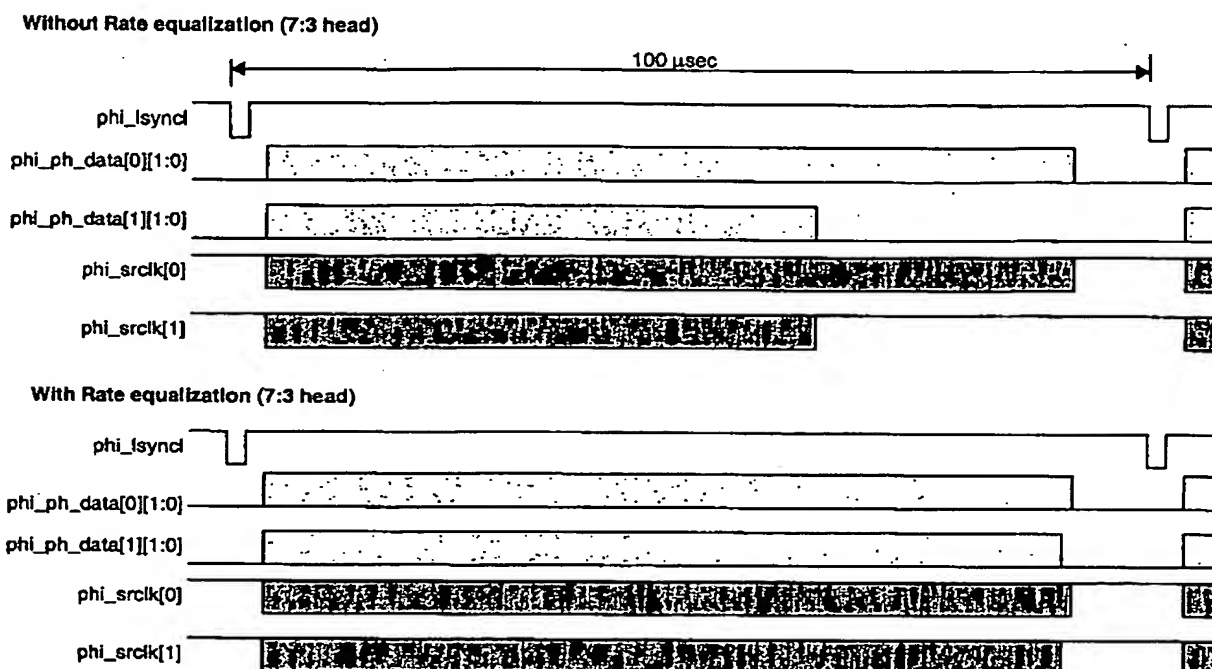 Without Rate equalization (7:3 head)
100 µsec
phi_lsyncl
phi_ph_data[0][1:0]
phi_ph_data[1][1:0]
phi_srclk[0]
phi_srclk[1]
With Rate equalization (7:3 head)
phi_lsyncl
phi_ph_data[0][1:0]
phi_ph_data[1][1:0]
phi_srclk[0]
phi_srclk[1]